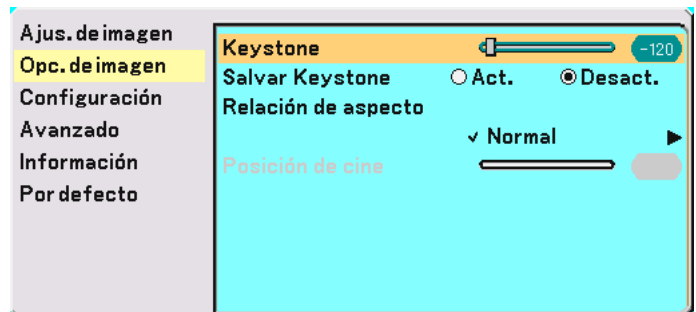 Ajus. de imagen
Opc. de imagen
Configuración
Avanzado
Información
Por defecto
Keystone -120
Salvar Keystone Act. Desact.
Relación de aspecto
✓ Normal
Posición de cine